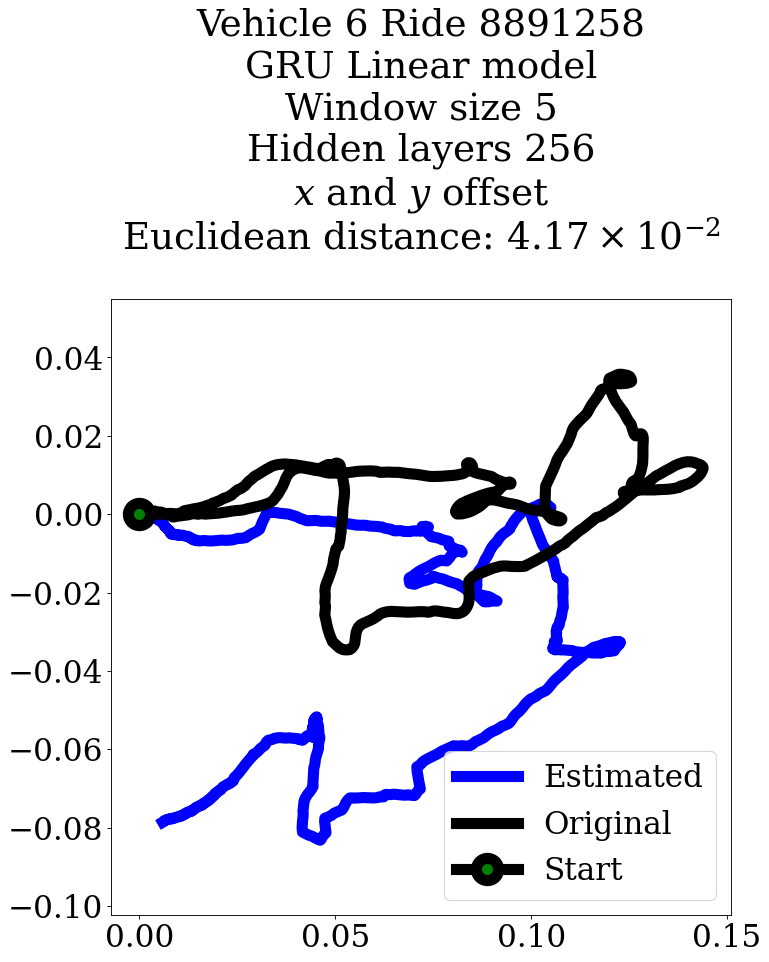 Vehicle 6 Ride 8891258
GRU Linear model
Window size 5
Hidden layers 256
x and y offset
Euclidean distance: 4.17 × 10⁻²
0.04
0.02
0.00
−0.02
−0.04
−0.06
−0.08
−0.10
Estimated
Original
Start
0.00 0.05 0.10 0.15